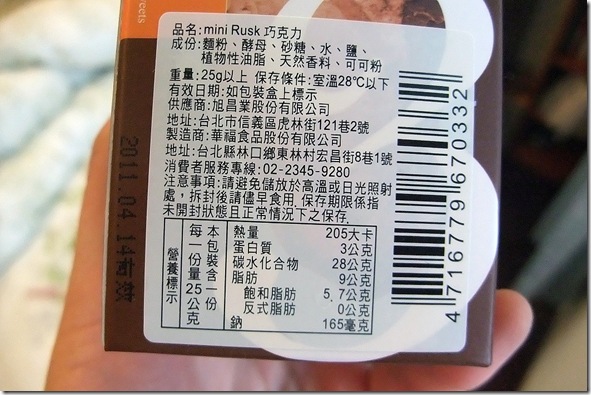 eets
品名:mini Rusk 巧克力
成份:麵粉、酵母、砂糖、水、鹽、
植物性油脂、天然香料、可可粉
重量:25g以上 保存條件:室溫28℃以下
有效日期:如包裝盒上標示
供應商:旭昌業股份有限公司
地址:台北市信義區虎林街121巷2號
製造商:華福食品股份有限公司
地址:台北縣林口鄉東林村宏昌街8巷1號
消費者服務專線:02-2345-9280
注意事項:請避免儲放於高溫或日光照射
處，拆封後請儘早食用.保存期限係指
未開封狀態且正常情況下之保存.
營養標示
每一份量25公克
本包裝含一份
熱量 205大卡
蛋白質 3公克
碳水化合物 28公克
脂肪 9公克
飽和脂肪 5.7公克
反式脂肪 0公克
鈉 165毫克
4 716779 670332
2011.04.14有效